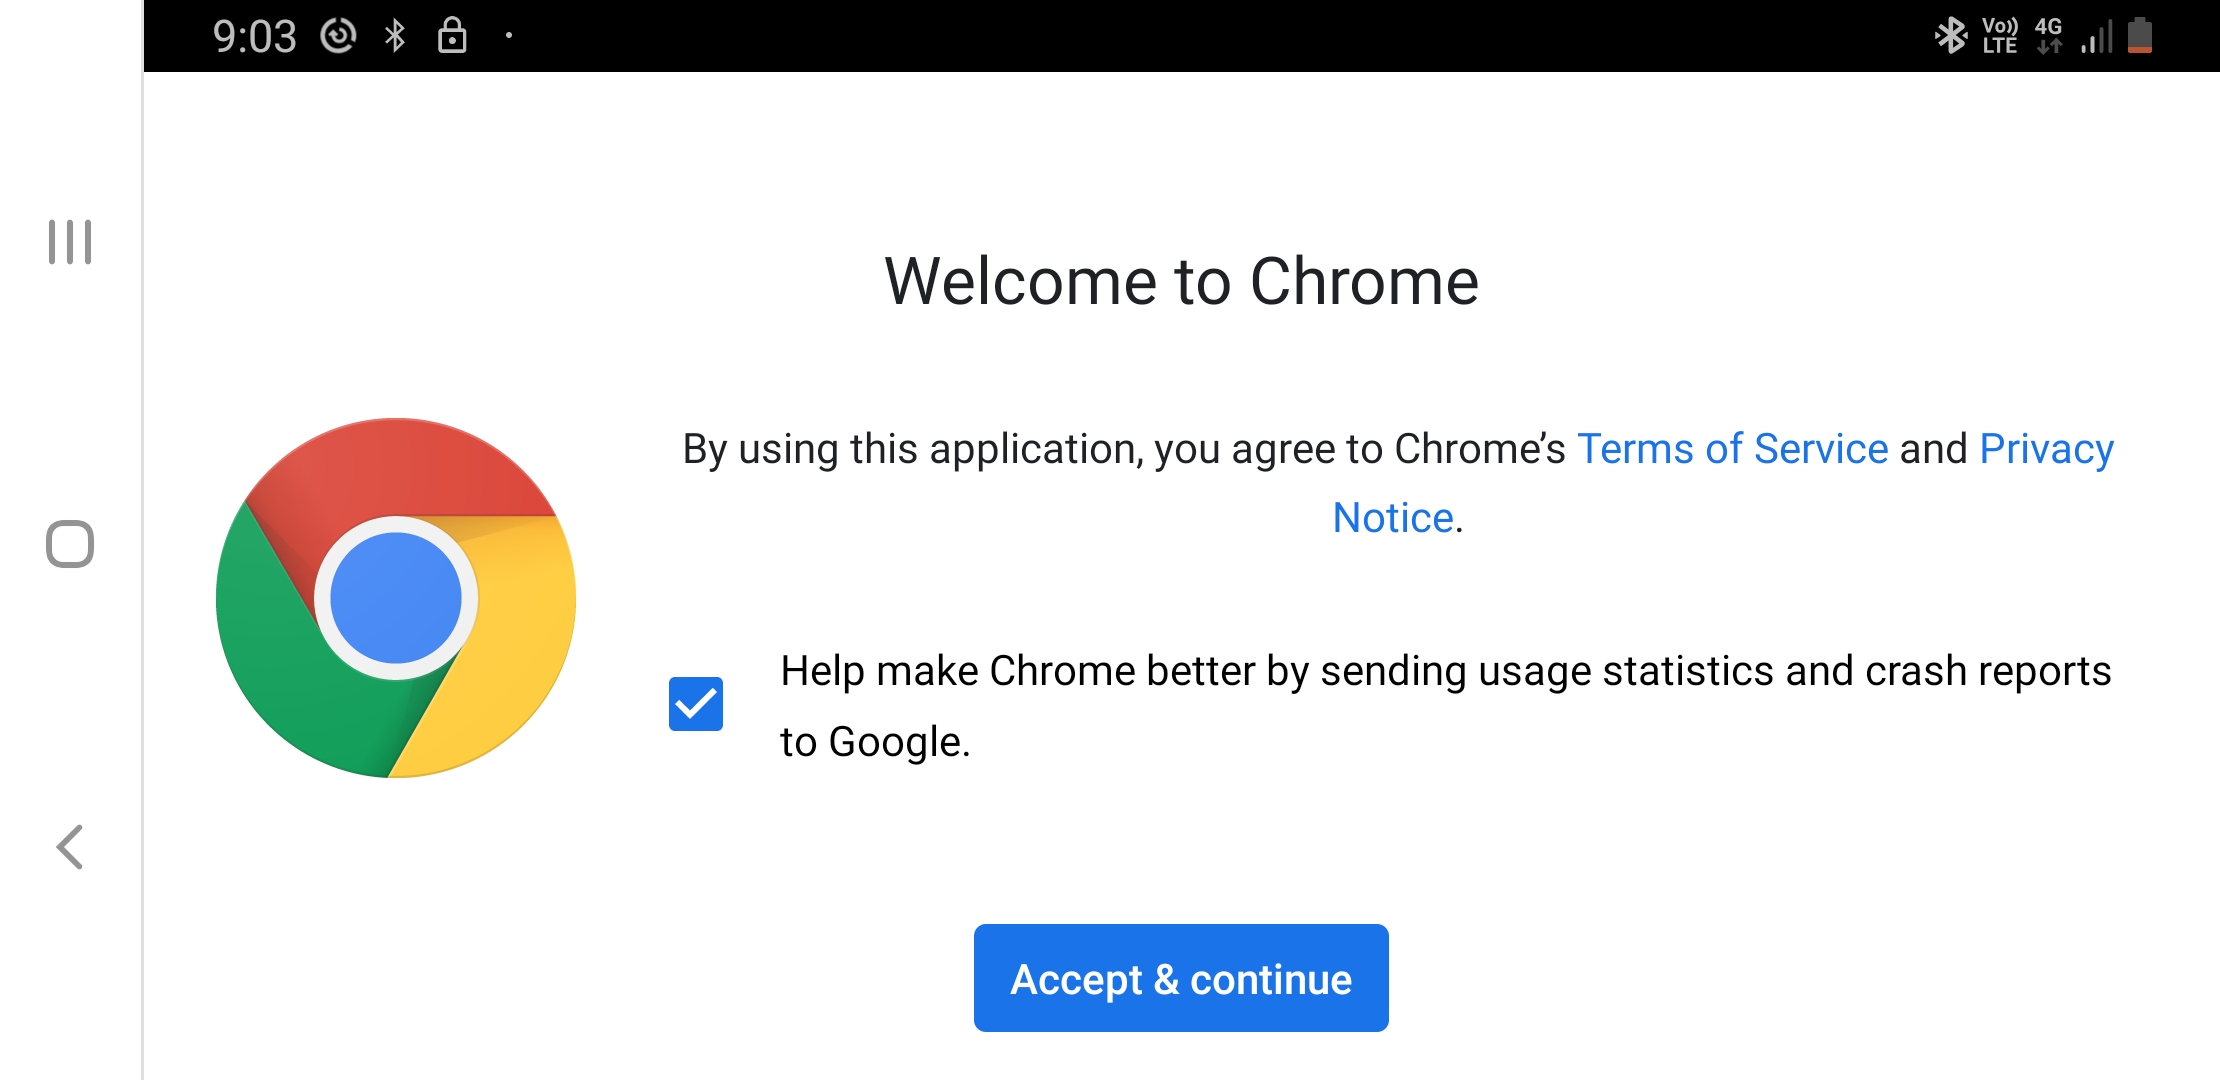 9:03
Vo)) LTE 4G
Welcome to Chrome
By using this application, you agree to Chrome’s Terms of Service and Privacy
Notice.
Help make Chrome better by sending usage statistics and crash reports
to Google.
Accept & continue